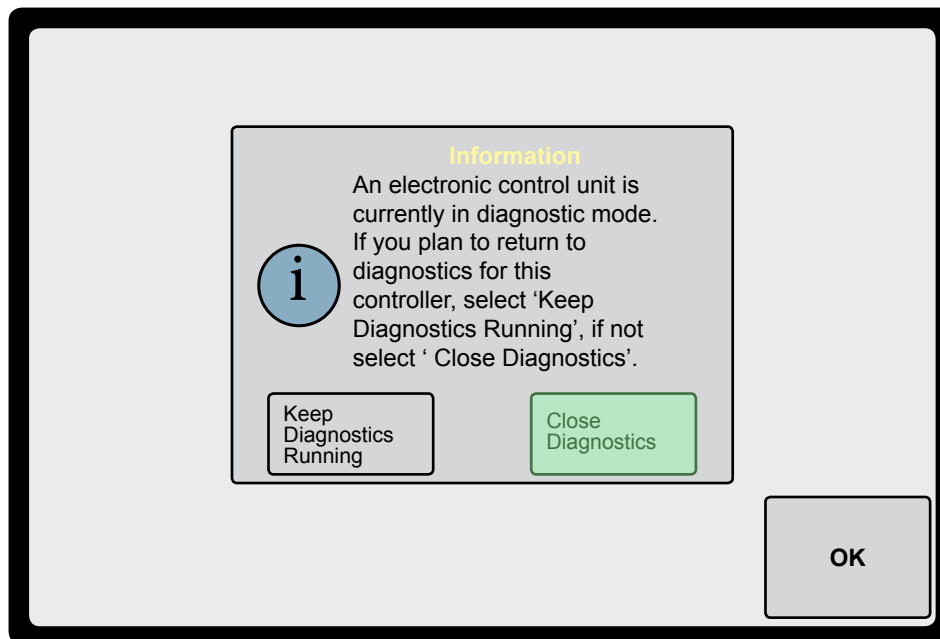 Information
An electronic control unit is
currently in diagnostic mode.
If you plan to return to
diagnostics for this
controller, select ‘Keep
Diagnostics Running’, if not
select ‘ Close Diagnostics’.
i
Keep
Diagnostics
Running
Close
Diagnostics
OK